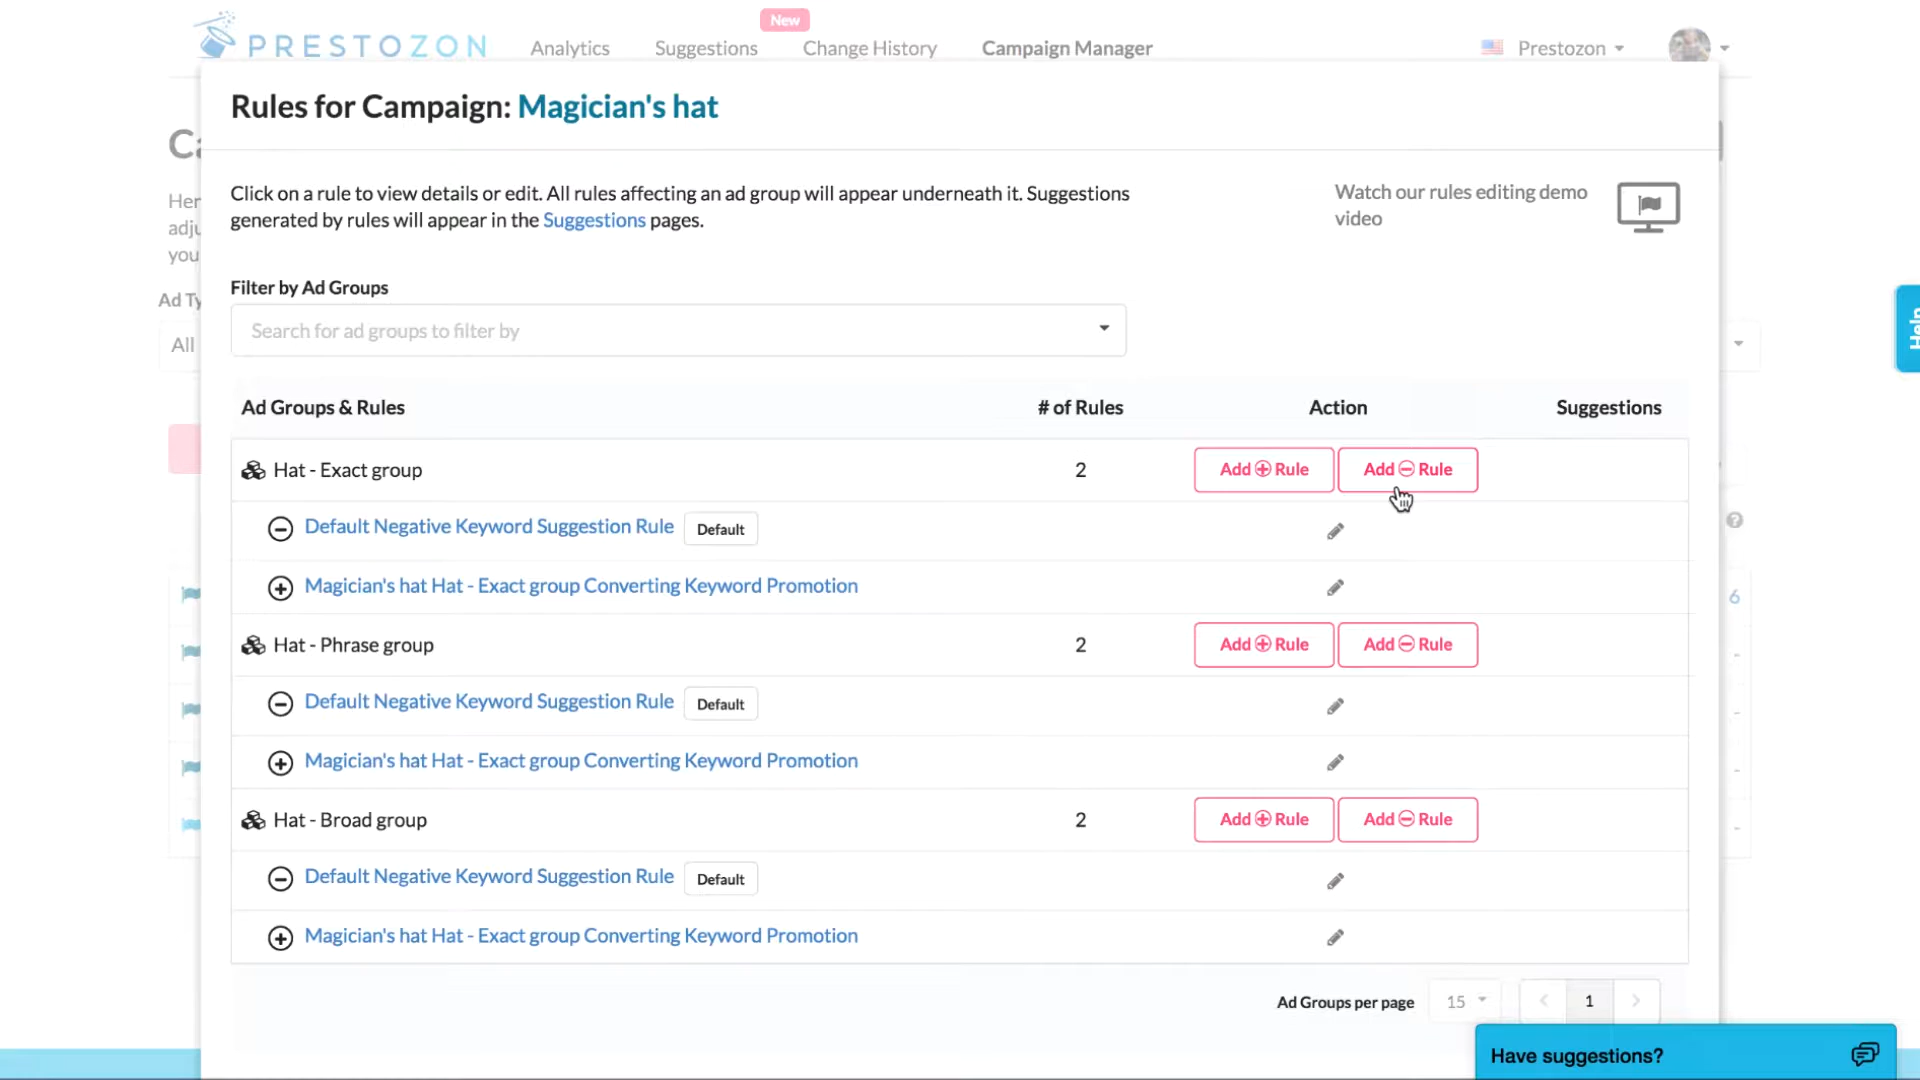 New
PRESTOZON
Analytics
Suggestions
Change History
Campaign Manager
Prestozon
Rules for Campaign: Magician's hat
Click on a rule to view details or edit. All rules affecting an ad group will appear underneath it. Suggestions
generated by rules will appear in the Suggestions pages.
Watch our rules editing demo
video
Help
Filter by Ad Groups
Search for ad groups to filter by
All
Ad Groups & Rules
# of Rules
Action
Suggestions
Hat - Exact group
2
Add Rule
Add Rule
Default Negative Keyword Suggestion Rule
Default
Magician's hat Hat - Exact group Converting Keyword Promotion
6
Hat - Phrase group
2
Add Rule
Add Rule
Default Negative Keyword Suggestion Rule
Default
Magician's hat Hat - Exact group Converting Keyword Promotion
Hat - Broad group
2
Add Rule
Add Rule
Default Negative Keyword Suggestion Rule
Default
Magician's hat Hat - Exact group Converting Keyword Promotion
Ad Groups per page
15
1
Have suggestions?